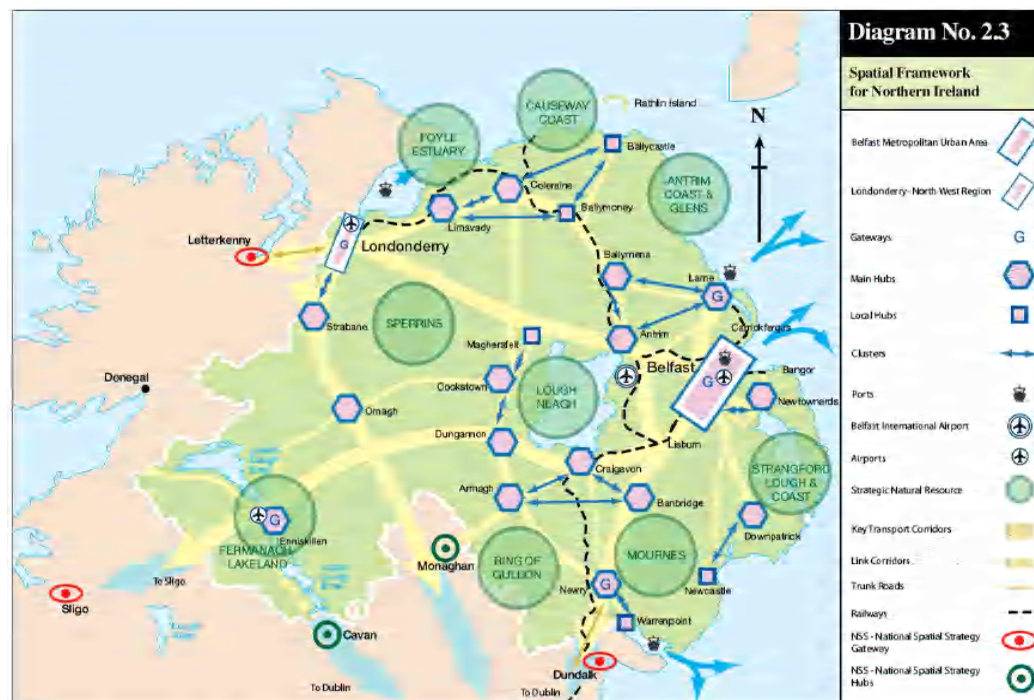 Diagram No. 2.3
Spatial Framework
for Northern Ireland
Belfast Metropolitan Urban Area
Londonderry - North West Region
Gateways
G
Main Hubs
Local Hubs
Clusters
Ports
Belfast International Airport
Airports
Strategic Natural Resource
Key Transport Corridors
Link Corridors
Trunk Roads
Railways
NSS - National Spatial Strategy
Gateway
NSS - National Spatial Strategy
Hubs
N
Rathlin Island
CAUSEWAY
COAST
FOYLE
ESTUARY
Ballycastle
Coleraine
ANTRIM
COAST &
GLENS
Ballymoney
Limavady
Letterkenny
G
Londonderry
Ballymena
Larne
G
Strabane
SPERRINS
Carrickfergus
Antrim
Magherafelt
Belfast
Bangor
Donegal
Cookstown
LOUGH
NEAGH
G
Newtownards
Omagh
Dungannon
Lisburn
Craigavon
STRANGFORD
LOUGH &
COAST
Armagh
Banbridge
G
Enniskillen
Downpatrick
FERMANAGH
LAKELAND
Monaghan
RING OF
GULLION
MOURNES
Newry
G
Newcastle
To Sligo
Sligo
Warrenpoint
Cavan
Dundalk
To Dublin
To Dublin